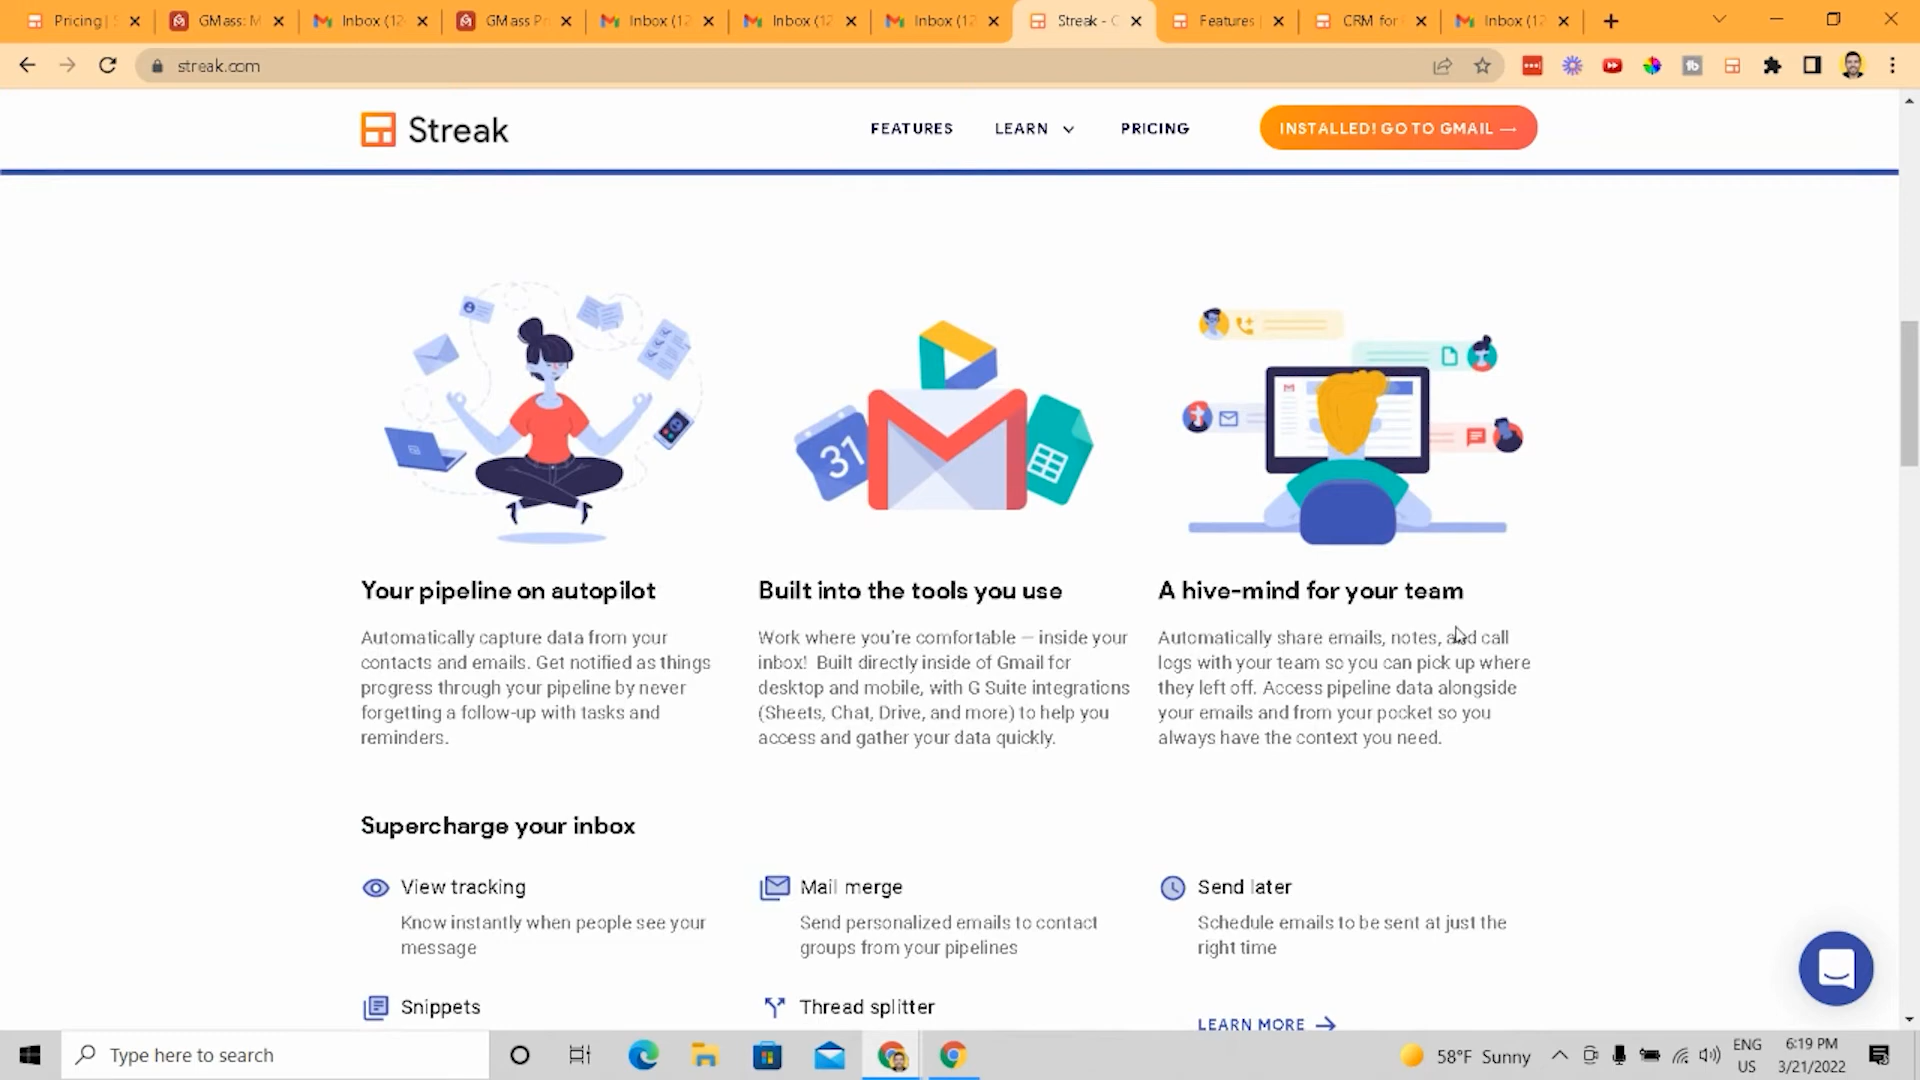 Pricing | S
GMass: M
Inbox (12
GMass Pr
Inbox (12
Inbox (12
Inbox (12
Streak - C
Features |
CRM for
Inbox (12
streak.com
Streak
FEATURES
LEARN
PRICING
INSTALLED! GO TO GMAIL →
31
Your pipeline on autopilot
Automatically capture data from your
contacts and emails. Get notified as things
progress through your pipeline by never
forgetting a follow-up with tasks and
reminders.
Built into the tools you use
Work where you're comfortable — inside your
inbox! Built directly inside of Gmail for
desktop and mobile, with G Suite integrations
(Sheets, Chat, Drive, and more) to help you
access and gather your data quickly.
A hive-mind for your team
Automatically share emails, notes, and call
logs with your team so you can pick up where
they left off. Access pipeline data alongside
your emails and from your pocket so you
always have the context you need.
Supercharge your inbox
View tracking
Know instantly when people see your
message
Mail merge
Send personalized emails to contact
groups from your pipelines
Send later
Schedule emails to be sent at just the
right time
Snippets
Thread splitter
LEARN MORE →
Type here to search
58°F Sunny
ENG
US
6:19 PM
3/21/2022